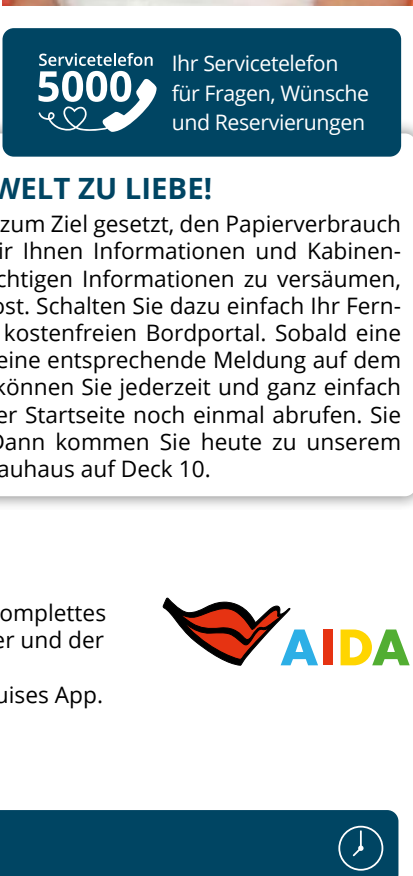 Servicetelefon
5000
Ihr Servicetelefon
für Fragen, Wünsche
und Reservierungen
WELT ZU LIEBE!
zum Ziel gesetzt, den Papierverbrauch
Ihnen Informationen und Kabinen-
Informationen zu versäumen,
Schalten Sie dazu einfach Ihr Fern-
kostenfreien Bordportal. Sobald eine
eine entsprechende Meldung auf dem
können Sie jederzeit und ganz einfach
er Startseite noch einmal abrufen. Sie
Dann kommen Sie heute zu unserem
auhaus auf Deck 10.
omplettes
er und der
uises App.
AIDA